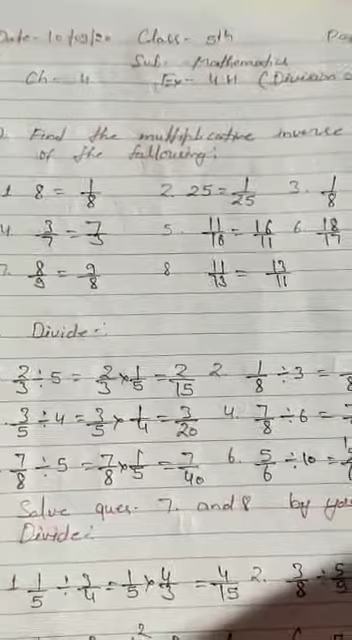 Date- 10/09/20 Class- 5th
Sub: Mathematics
Ch- 4 Ex- 4H (Division
Find the multiplicative inverse
of the following:
1. 8 = 1/8 2. 25 = 1/25 3. 1/8
4. 3/7 = 7/3 5. 11/16 = 16/11 6. 18/17
7. 8/9 = 9/8 8 11/13 = 13/11
Divide:-
2/3 ÷ 5 = 2/3 × 1/5 = 2/15 2. 1/8 ÷ 3 =
3/5 ÷ 4 = 3/5 × 1/4 = 3/20 4. 7/8 ÷ 6 =
7/8 ÷ 5 = 7/8 × 1/5 = 7/40 6. 5/6 ÷ 10 =
Solve ques. 7. and 8 by
Divide:
1 1/5 ÷ 3/4 = 1/5 × 4/3 = 4/15 2. 3/8 ÷ 5/9